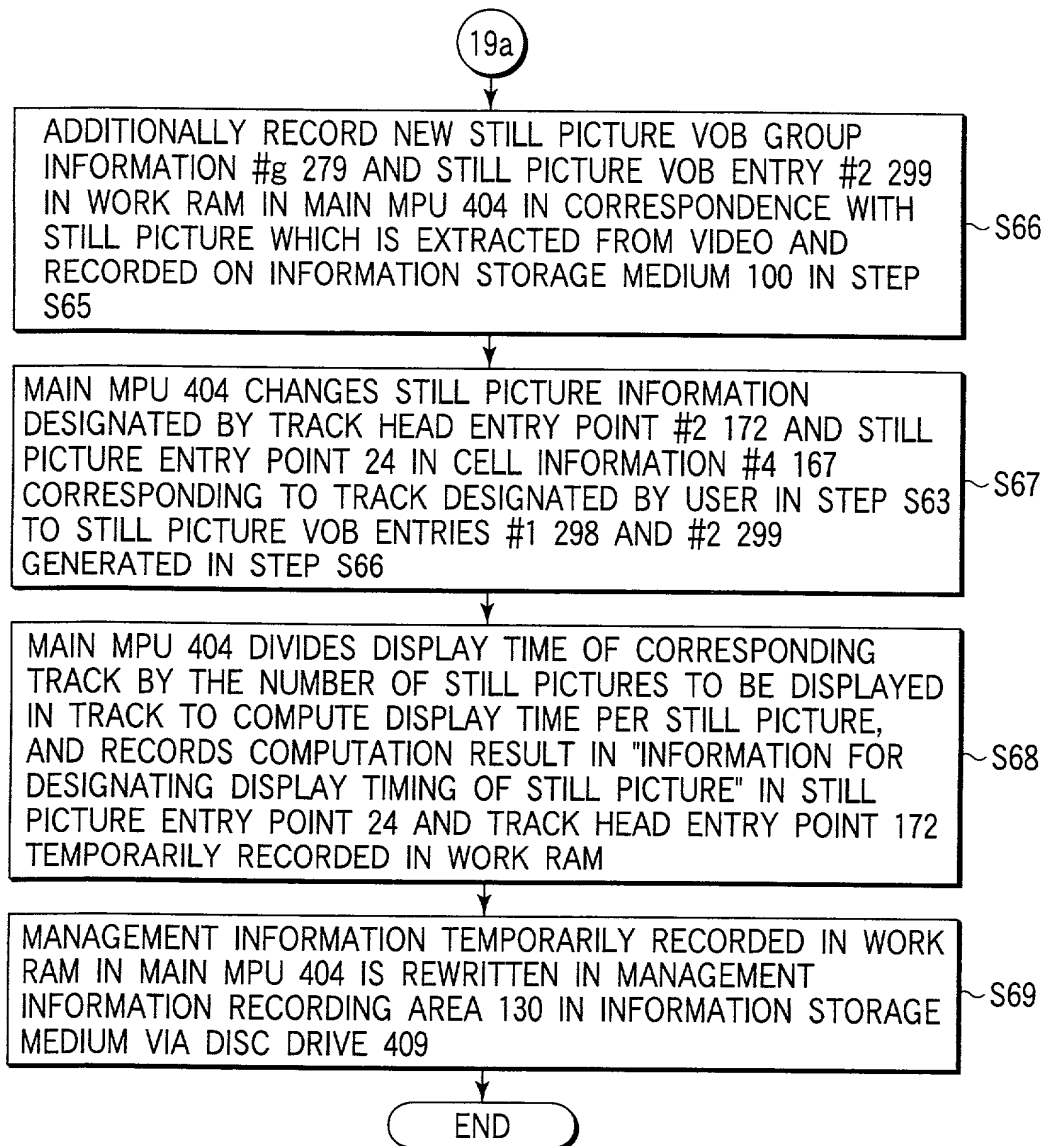 19a
ADDITIONALLY RECORD NEW STILL PICTURE VOB GROUP
INFORMATION #g 279 AND STILL PICTURE VOB ENTRY #2 299
IN WORK RAM IN MAIN MPU 404 IN CORRESPONDENCE WITH
STILL PICTURE WHICH IS EXTRACTED FROM VIDEO AND
RECORDED ON INFORMATION STORAGE MEDIUM 100 IN STEP
S65
S66
MAIN MPU 404 CHANGES STILL PICTURE INFORMATION
DESIGNATED BY TRACK HEAD ENTRY POINT #2 172 AND STILL
PICTURE ENTRY POINT 24 IN CELL INFORMATION #4 167
CORRESPONDING TO TRACK DESIGNATED BY USER IN STEP S63
TO STILL PICTURE VOB ENTRIES #1 298 AND #2 299
GENERATED IN STEP S66
S67
MAIN MPU 404 DIVIDES DISPLAY TIME OF CORRESPONDING
TRACK BY THE NUMBER OF STILL PICTURES TO BE DISPLAYED
IN TRACK TO COMPUTE DISPLAY TIME PER STILL PICTURE,
AND RECORDS COMPUTATION RESULT IN "INFORMATION FOR
DESIGNATING DISPLAY TIMING OF STILL PICTURE" IN STILL
PICTURE ENTRY POINT 24 AND TRACK HEAD ENTRY POINT 172
TEMPORARILY RECORDED IN WORK RAM
S68
MANAGEMENT INFORMATION TEMPORARILY RECORDED IN WORK
RAM IN MAIN MPU 404 IS REWRITTEN IN MANAGEMENT
INFORMATION RECORDING AREA 130 IN INFORMATION STORAGE
MEDIUM VIA DISC DRIVE 409
S69
END